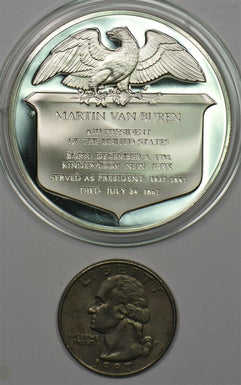 MARTIN VAN BUREN
8TH PRESIDENT
OF THE UNITED STATES
BORN: DECEMBER 5, 1782
KINDERHOOK, NEW YORK
SERVED AS PRESIDENT: 1837-1841
DIED: JULY 24, 1862
LIBERTY
1997